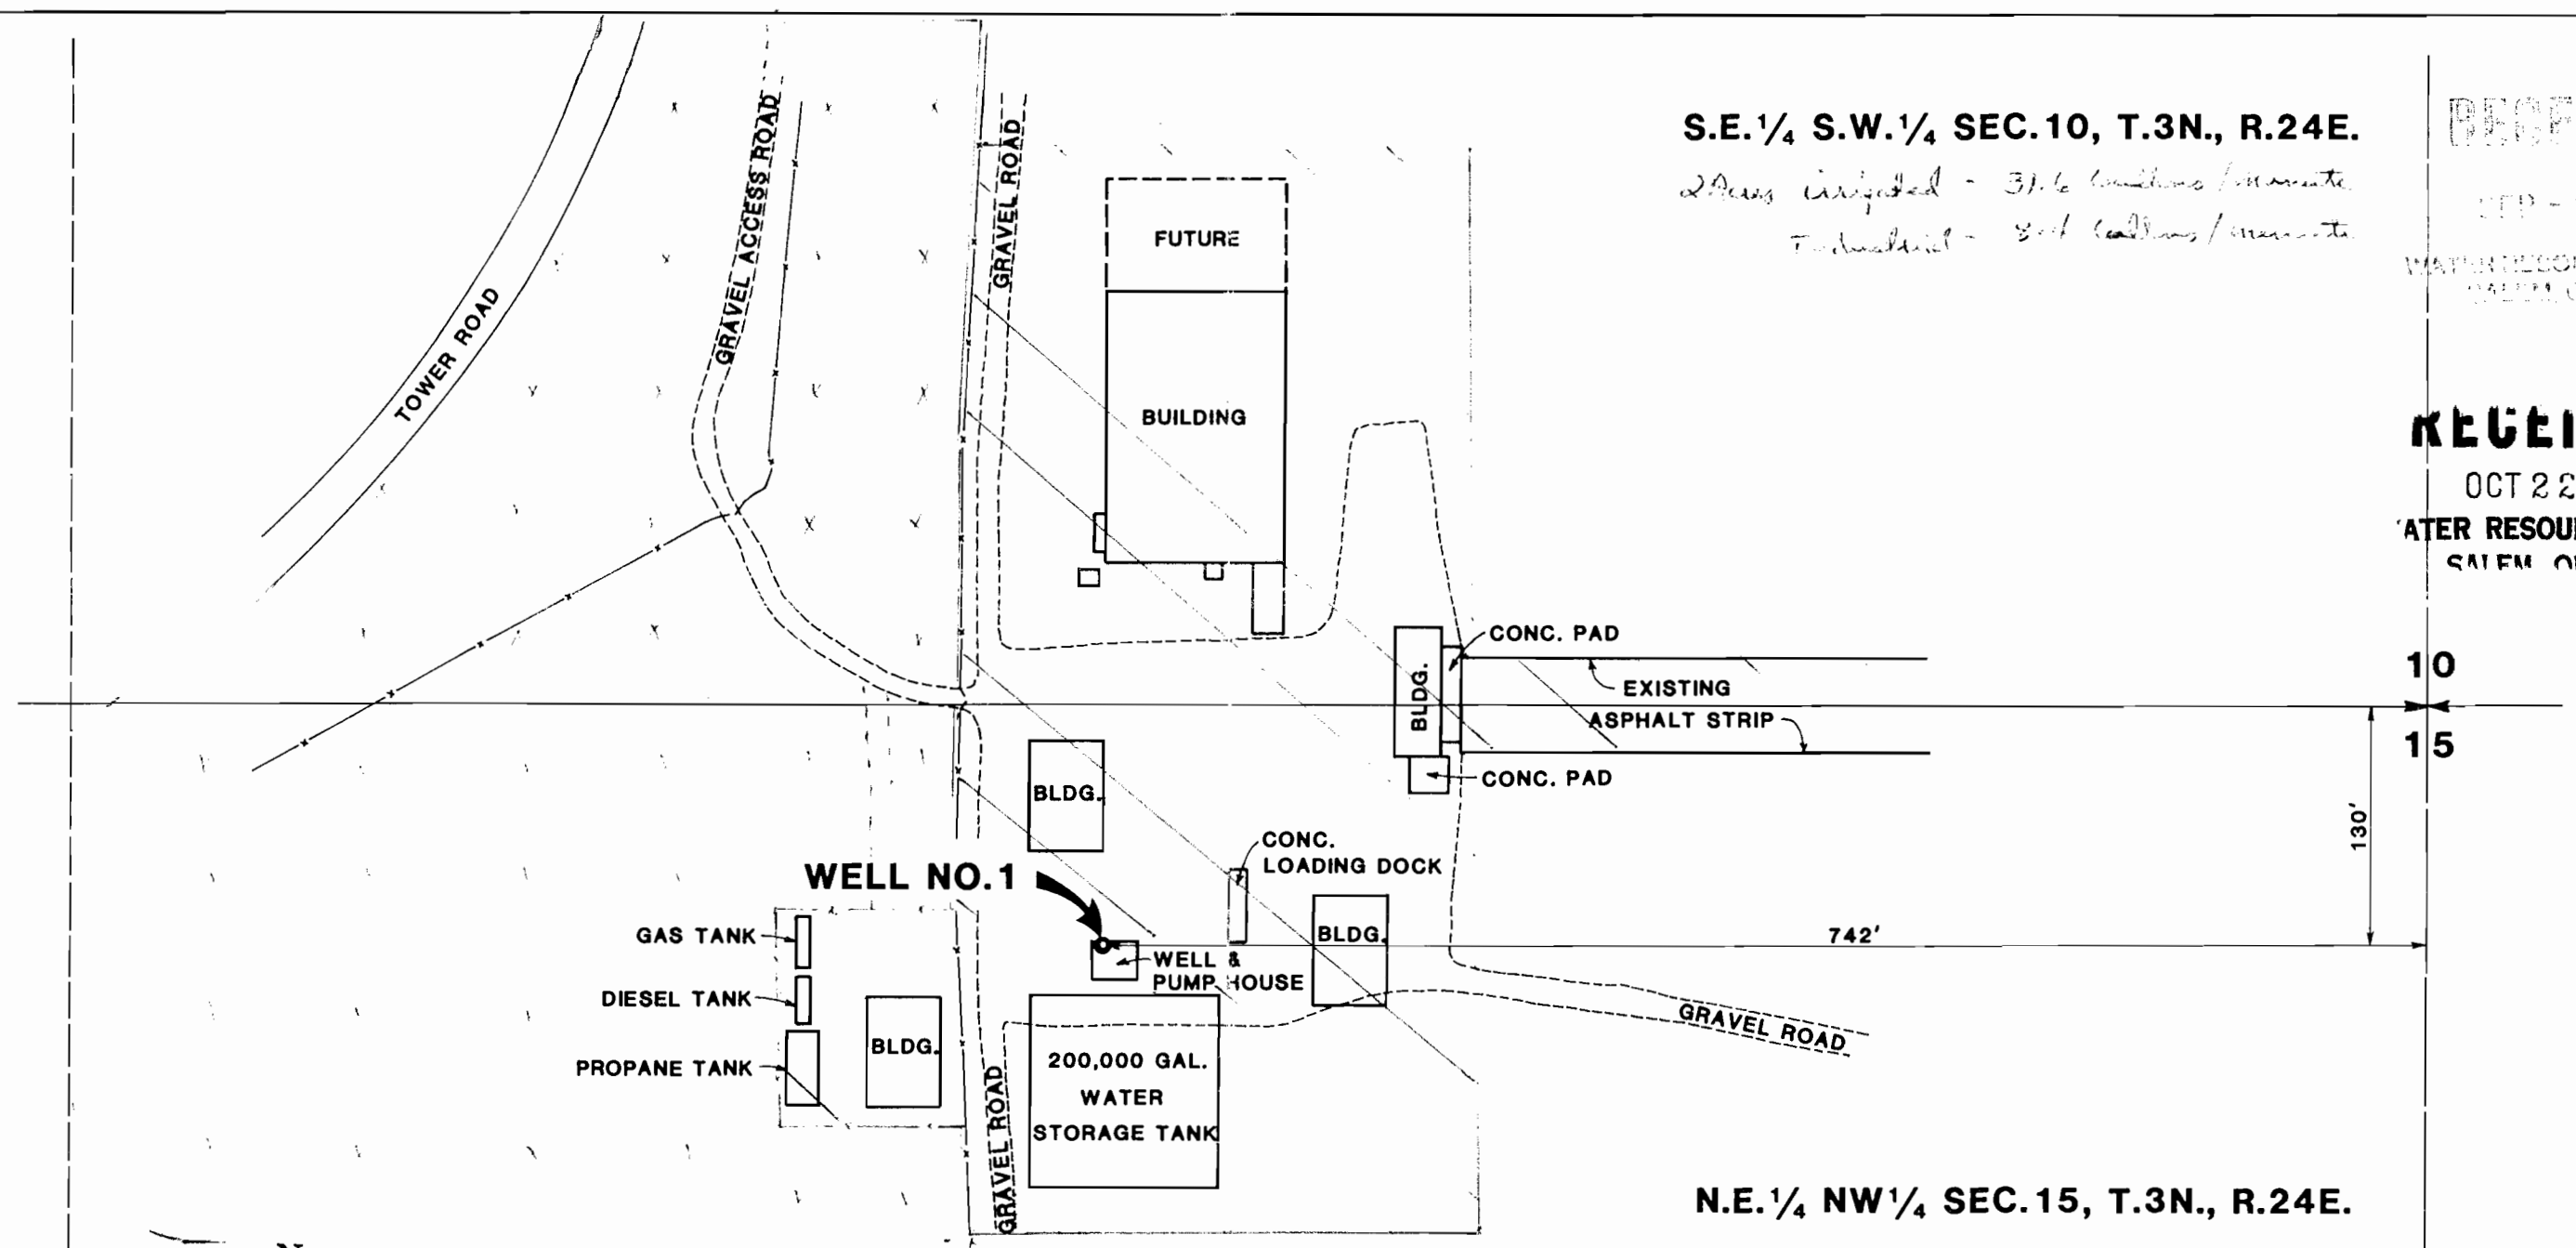 S.E.¼ S.W.¼ SEC.10, T.3N., R.24E.
2 Acres irrigated - 31.6 Gallons/minute
Industrial - 8.4 Gallons/minute
GRAVEL ACCESS ROAD
GRAVEL ROAD
TOWER ROAD
FUTURE
BUILDING
OCT 22
ATER RESOU
SALEM, O
CONC. PAD
BLDG.
EXISTING
ASPHALT STRIP
CONC. PAD
10
15
130'
BLDG.
CONC.
LOADING DOCK
WELL NO.1
GAS TANK
BLDG.
742'
WELL &
PUMP HOUSE
DIESEL TANK
BLDG.
PROPANE TANK
200,000 GAL.
WATER
STORAGE TANK
GRAVEL ROAD
GRAVEL ROAD
N.E.¼ NW¼ SEC.15, T.3N., R.24E.